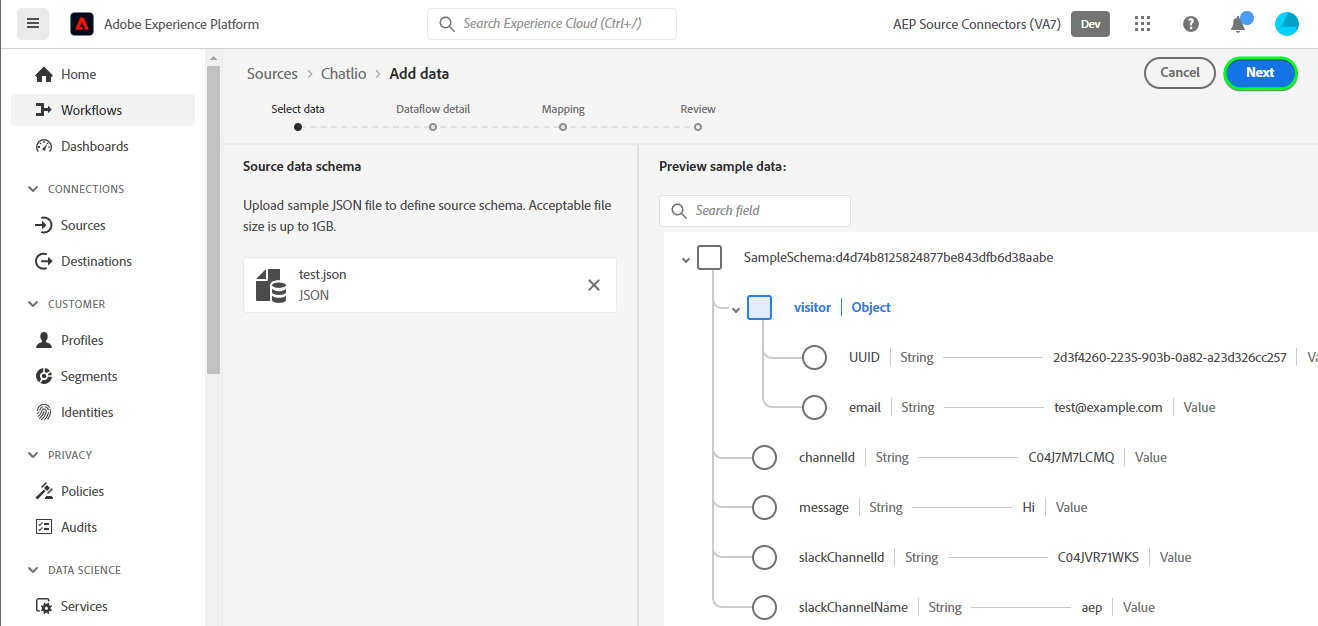 Adobe Experience Platform
Search Experience Cloud (Ctrl+/)
AEP Source Connectors (VA7)
Dev
Home
Workflows
Dashboards
CONNECTIONS
Sources
Destinations
CUSTOMER
Profiles
Segments
Identities
PRIVACY
Policies
Audits
DATA SCIENCE
Services
Sources > Chatlio > Add data
Cancel
Next
Select data
Dataflow detail
Mapping
Review
Source data schema
Upload sample JSON file to define source schema. Acceptable file
size is up to 1GB.
test.json
JSON
Preview sample data:
Search field
SampleSchema:d4d74b8125824877be843dfb6d38aabe
visitor Object
UUID String 2d3f4260-2235-903b-0a82-a23d326cc257
email String test@example.com Value
channelId String C04J7M7LCMQ Value
message String Hi Value
slackChannelId String C04JVR71WKS Value
slackChannelName String aep Value